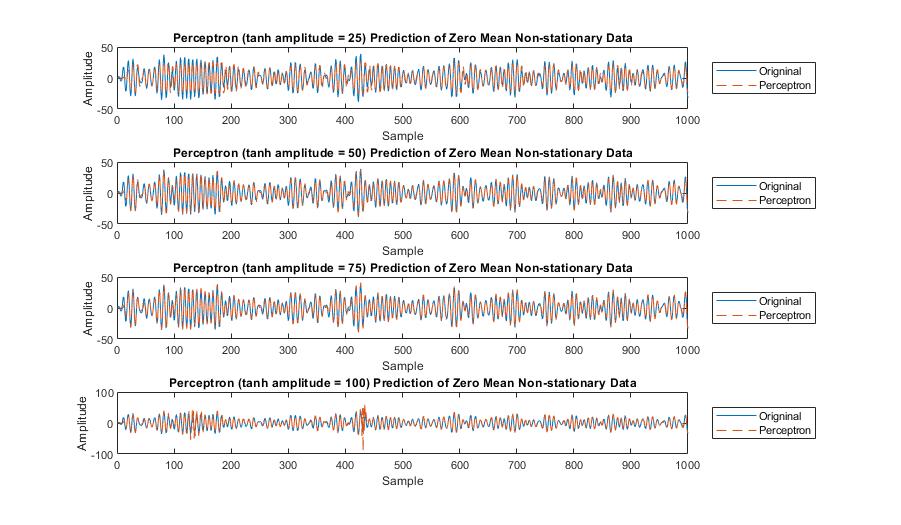 Perceptron (tanh amplitude = 25) Prediction of Zero Mean Non-stationary Data
50
0
-50
Amplitude
0 100 200 300 400 500 600 700 800 900 1000
Sample
Origninal
Perceptron
Perceptron (tanh amplitude = 50) Prediction of Zero Mean Non-stationary Data
50
0
-50
Amplitude
0 100 200 300 400 500 600 700 800 900 1000
Sample
Origninal
Perceptron
Perceptron (tanh amplitude = 75) Prediction of Zero Mean Non-stationary Data
50
0
-50
Amplitude
0 100 200 300 400 500 600 700 800 900 1000
Sample
Origninal
Perceptron
Perceptron (tanh amplitude = 100) Prediction of Zero Mean Non-stationary Data
100
0
-100
Amplitude
0 100 200 300 400 500 600 700 800 900 1000
Sample
Origninal
Perceptron